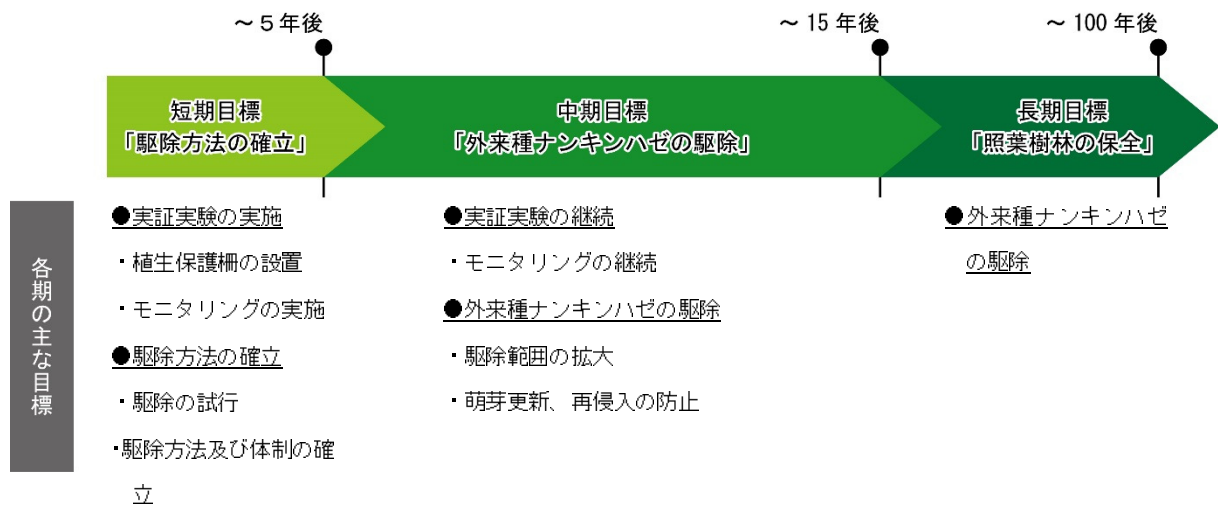 ～５年後
～15年後
～100年後
短期目標
「駆除方法の確立」
中期目標
「外来種ナンキンハゼの駆除」
長期目標
「照葉樹林の保全」
各期の主な目標
●実証実験の実施
・植生保護柵の設置
・モニタリングの実施
●駆除方法の確立
・駆除の試行
・駆除方法及び体制の確
立
●実証実験の継続
・モニタリングの継続
●外来種ナンキンハゼの駆除
・駆除範囲の拡大
・萌芽更新、再侵入の防止
●外来種ナンキンハゼ
の駆除